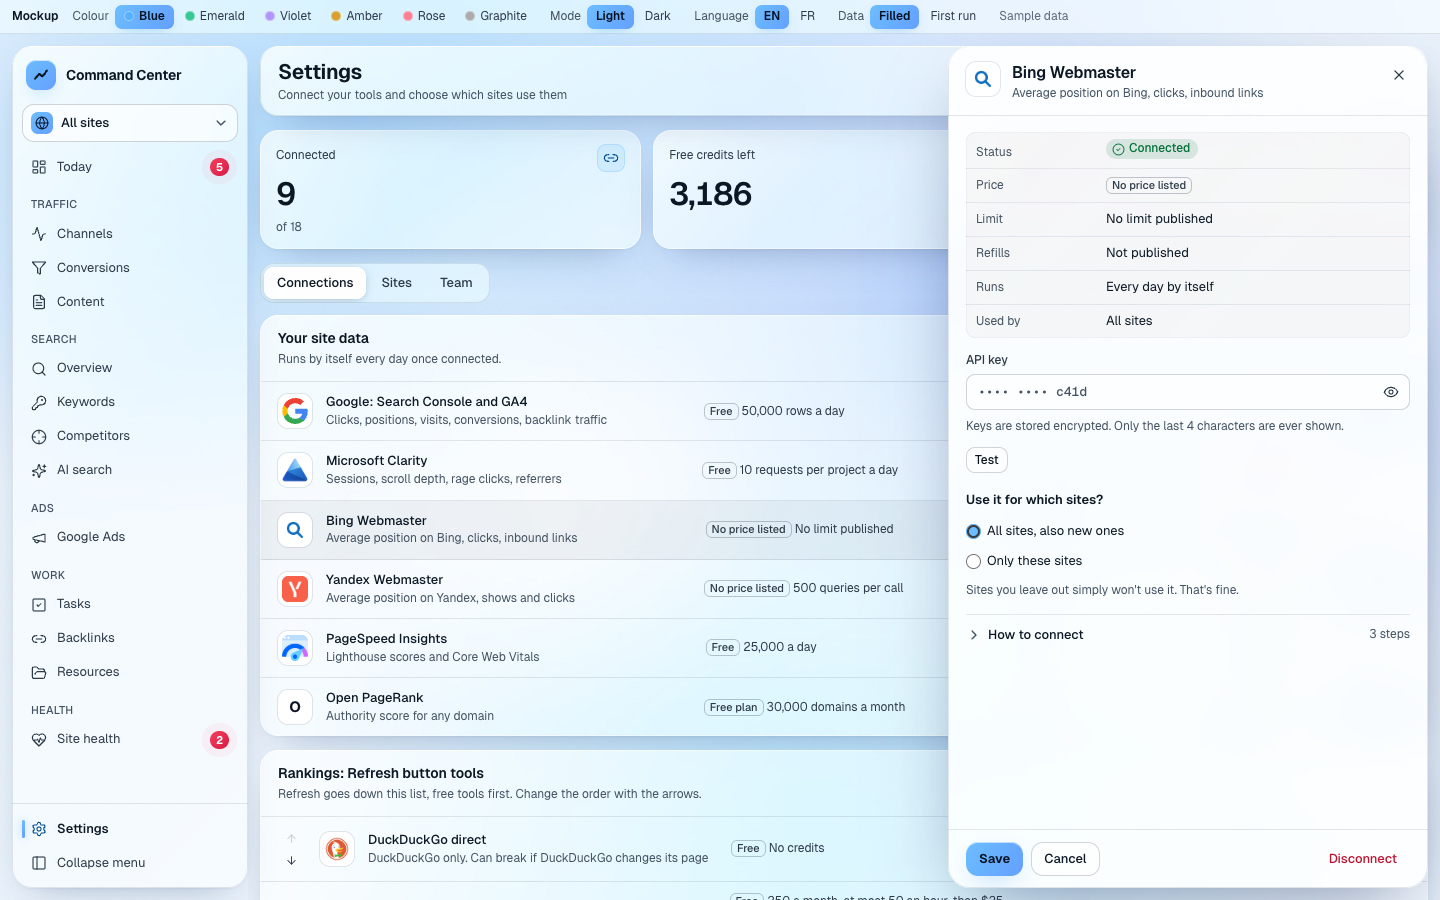 Mockup Colour Blue Emerald Violet Amber Rose Graphite Mode Light Dark Language EN FR Data Filled First run Sample data
Command Center
All sites
Today 5
TRAFFIC
Channels
Conversions
Content
SEARCH
Overview
Keywords
Competitors
AI search
ADS
Google Ads
WORK
Tasks
Backlinks
Resources
HEALTH
Site health 2
Settings
Collapse menu
Settings
Connect your tools and choose which sites use them
Connected
9
of 18
Free credits left
3,186
Connections Sites Team
Your site data
Runs by itself every day once connected.
Google: Search Console and GA4
Clicks, positions, visits, conversions, backlink traffic
Free 50,000 rows a day
Microsoft Clarity
Sessions, scroll depth, rage clicks, referrers
Free 10 requests per project a day
Bing Webmaster
Average position on Bing, clicks, inbound links
No price listed No limit published
Yandex Webmaster
Average position on Yandex, shows and clicks
No price listed 500 queries per call
PageSpeed Insights
Lighthouse scores and Core Web Vitals
Free 25,000 a day
O
Open PageRank
Authority score for any domain
Free plan 30,000 domains a month
Rankings: Refresh button tools
Refresh goes down this list, free tools first. Change the order with the arrows.
DuckDuckGo direct
DuckDuckGo only. Can break if DuckDuckGo changes its page
Free No credits
Free 250 a month, at most 50 an hour, then $25
Bing Webmaster
Average position on Bing, clicks, inbound links
Status Connected
Price No price listed
Limit No limit published
Refills Not published
Runs Every day by itself
Used by All sites
API key
•••• •••• c41d
Keys are stored encrypted. Only the last 4 characters are ever shown.
Test
Use it for which sites?
All sites, also new ones
Only these sites
Sites you leave out simply won't use it. That's fine.
How to connect 3 steps
Save Cancel Disconnect